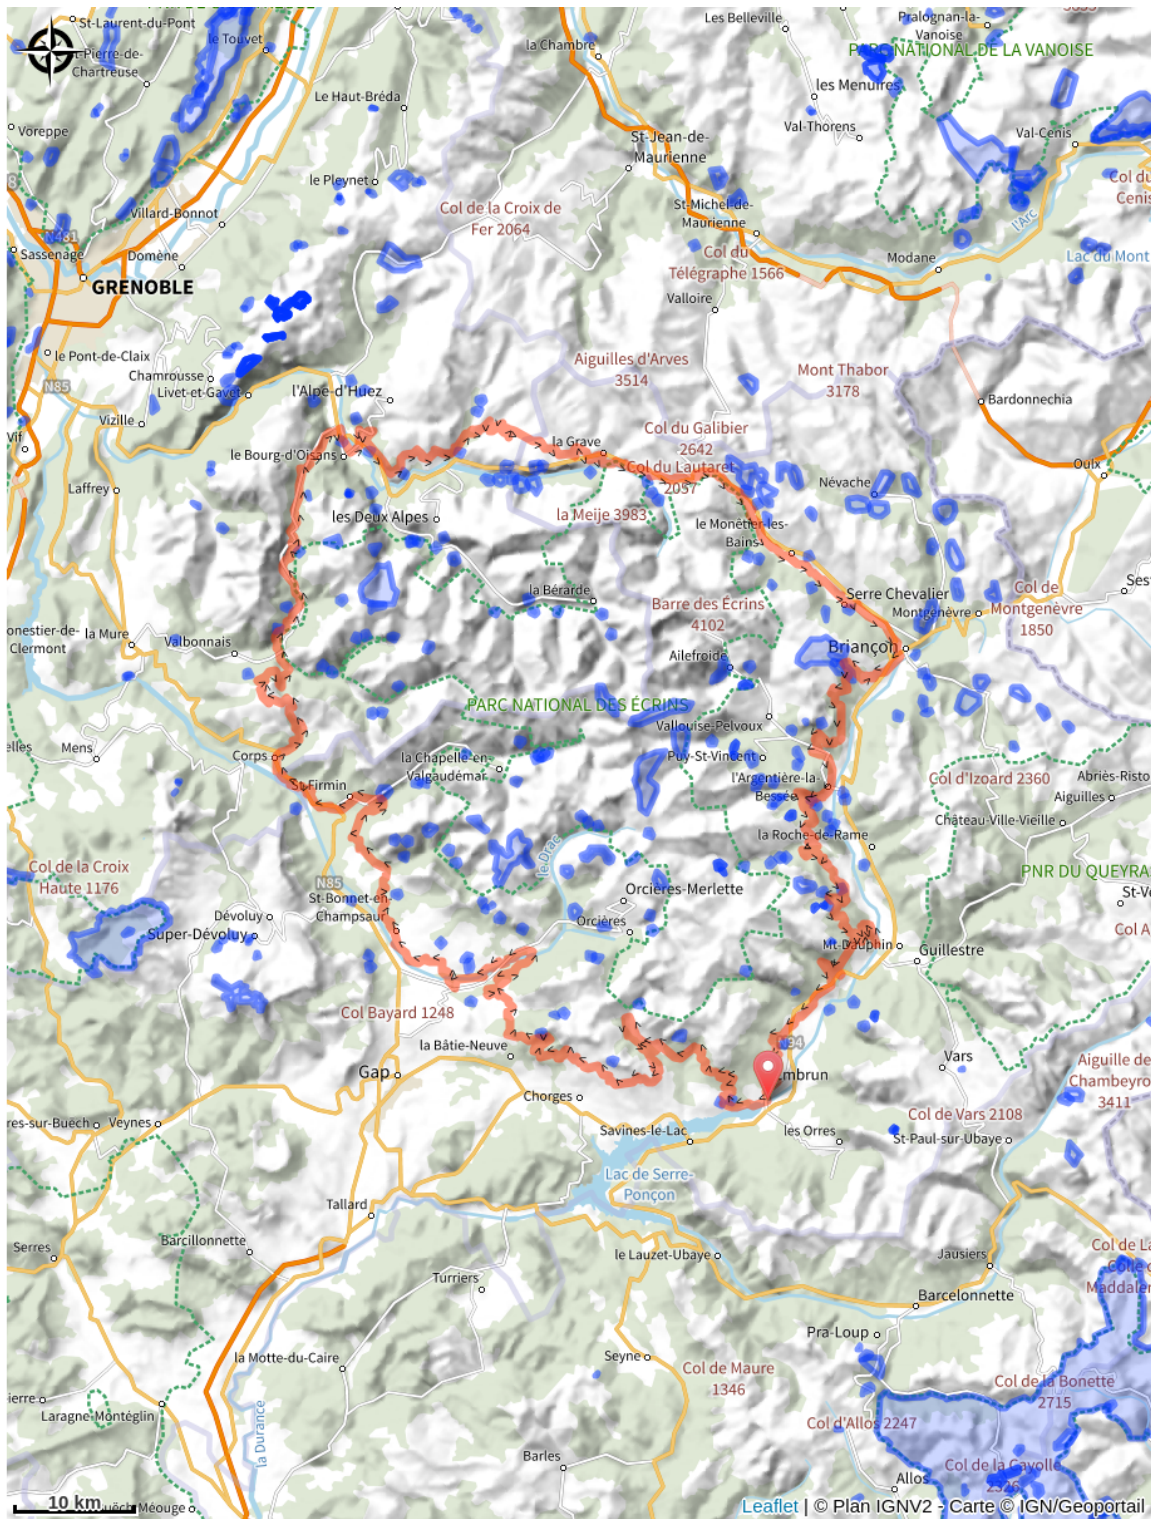 St-Laurent-du-Pont
le Touvet
Chartreuse
Voreppe
Le Haut-Bréda
la Chambre
Les Belleville
Pralognan-la-
Vanoise
PARC NATIONAL DE LA VANOISE
les Menuires
Val-Thorens
Val-Cenis
St-Jean-de-
Maurienne
le Pleynet
Col de la Croix de
Fer 2064
St-Michel-de-
Maurienne
Villard-Bonnot
Sassenage
Domène
GRENOBLE
Col du
Télégraphe 1566
Modane
l'Arc
Lac du Mont
Valloire
le Pont-de-Claix
Chamrousse
Livet-et-Gavet
N85
l'Alpe-d'Huez
Aiguilles d'Arves
3514
Mont Thabor
3178
Bardonnechia
Vizille
Vif
Col du Galibier
2642
la Grave
le Bourg-d'Oisans
Col du Lautaret
2057
Oulx
Laffrey
Névache
les Deux Alpes
la Meije 3983
le Monêtier-les-
Bains
la Bérarde
Barre des Écrins
4102
Serre Chevalier
Montgenèvre
Col de
Montgenèvre
1850
la Mure
Clermont
Valbonnais
Briançon
Ailefroide
PARC NATIONAL DES ÉCRINS
Vallouise-Pelvoux
Mens
Corps
la Chapelle-en-
Valgaudémar
Puy-St-Vincent
l'Argentière-la-
Bessée
Col d'Izoard 2360
Abriès-Risto
Aiguilles
St-Firmin
Château-Ville-Vieille
la Roche-de-Rame
le Drac
Col de la Croix
Haute 1176
N85
PNR DU QUEYRAS
St-Bonnet-en-
Champsaur
Orcières-Merlette
Dévoluy
Super-Dévoluy
Orcières
Mt-Dauphin
Guillestre
Col Bayard 1248
la Bâtie-Neuve
N94
Vars
Gap
Embrun
Aiguille de
Chambeyro
3411
Chorges
Col de Vars 2108
Veynes
Savines-le-Lac
les Orres
St-Paul-sur-Ubaye
Lac de Serre-
Ponçon
Tallard
Barcillonnette
Serres
le Lauzet-Ubaye
Jausiers
Turriers
Barcelonnette
Pra-Loup
la Motte-du-Caire
Seyne
Col de Maure
1346
Col de la Bonette
2715
Laragne-Montéglin
Col d'Allos 2247
la Durance
Barles
Col de la Cayolle
2326
Allos
10 km
Leaflet | © Plan IGNV2 - Carte © IGN/Geoportail